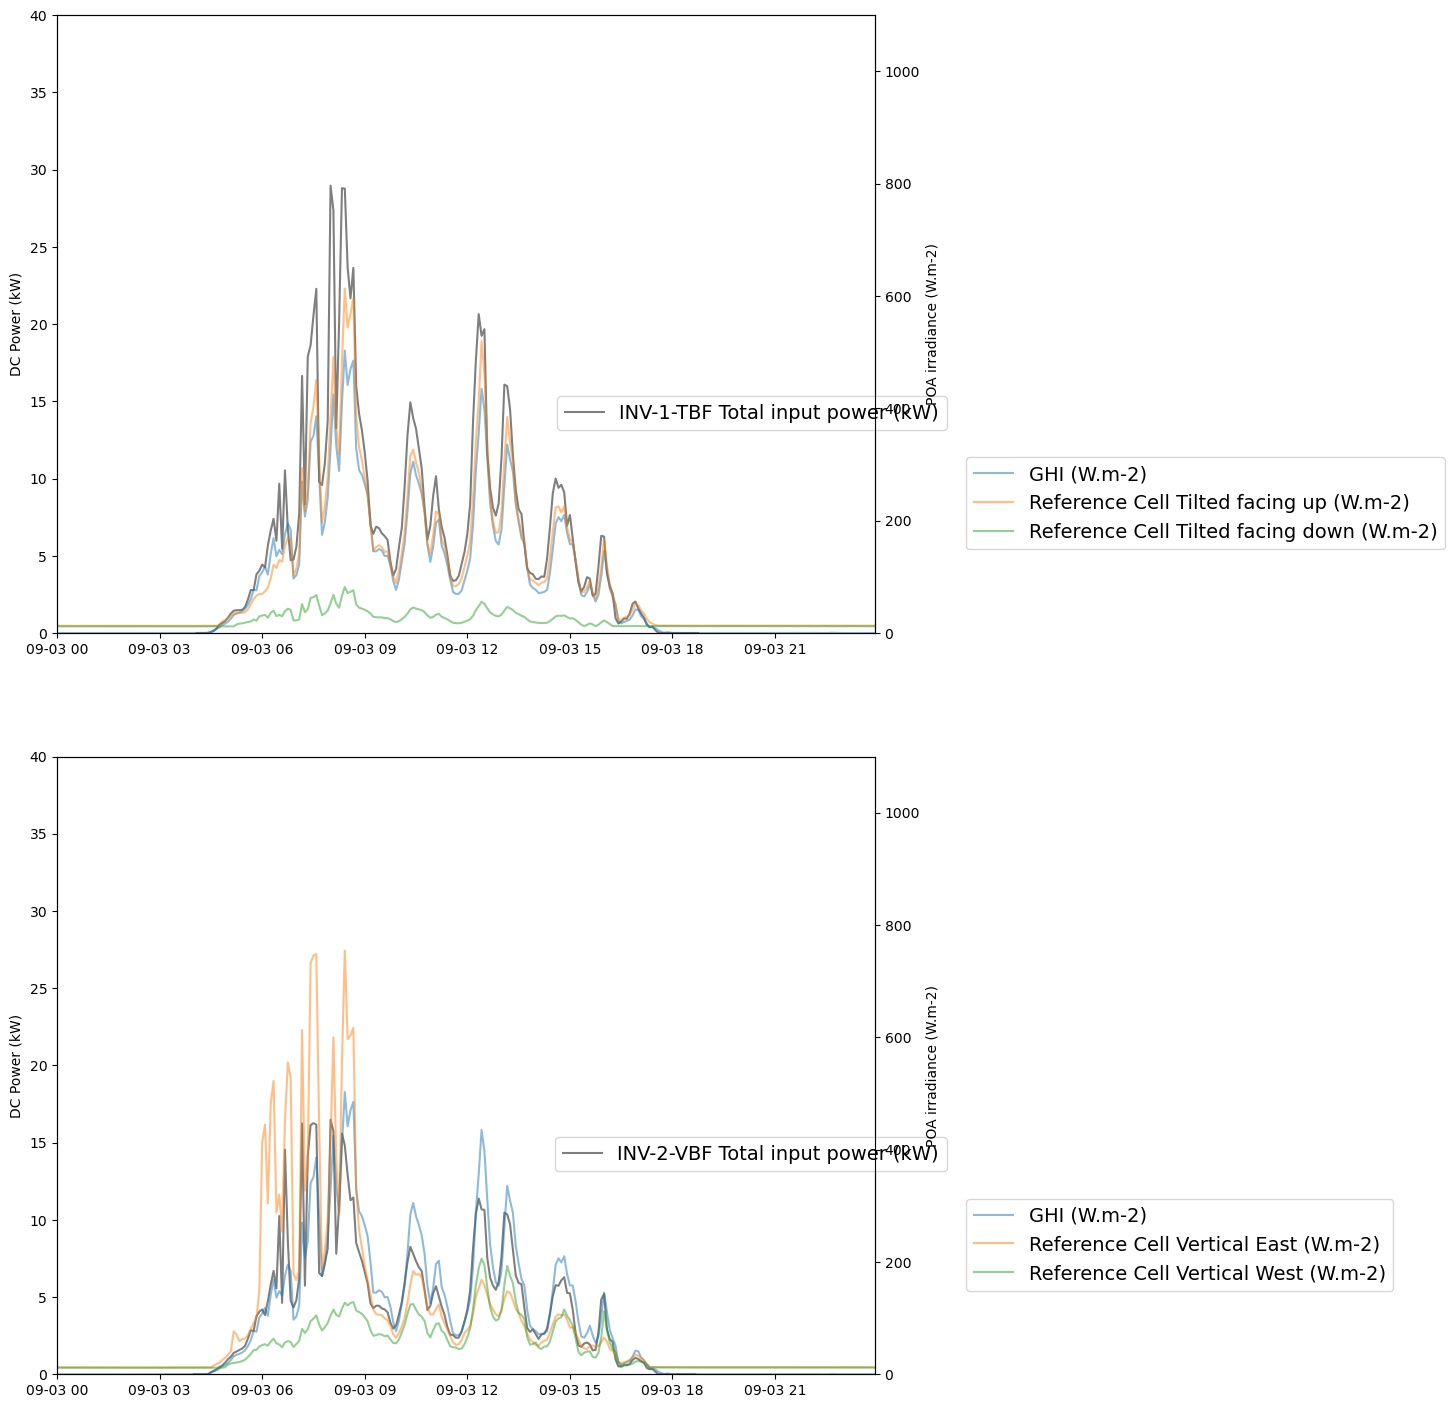 40
35
30
25
20
15
10
5
0
DC Power (kW)
1000
800
600
400
200
0
POA irradiance (W.m-2)
INV-1-TBF Total input power (kW)
GHI (W.m-2)
Reference Cell Tilted facing up (W.m-2)
Reference Cell Tilted facing down (W.m-2)
09-03 00 09-03 03 09-03 06 09-03 09 09-03 12 09-03 15 09-03 18 09-03 21
40
35
30
25
20
15
10
5
0
DC Power (kW)
1000
800
600
400
200
0
POA irradiance (W.m-2)
INV-2-VBF Total input power (kW)
GHI (W.m-2)
Reference Cell Vertical East (W.m-2)
Reference Cell Vertical West (W.m-2)
09-03 00 09-03 03 09-03 06 09-03 09 09-03 12 09-03 15 09-03 18 09-03 21